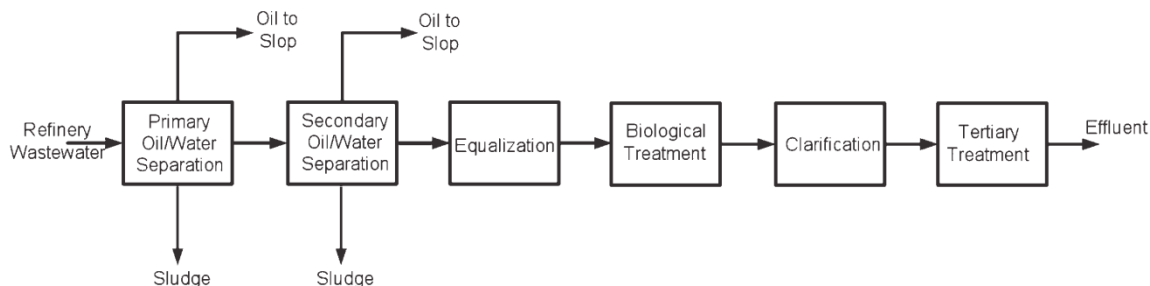 Oil to
Slop
Oil to
Slop
Refinery
Wastewater
Primary
Oil/Water
Separation
Secondary
Oil/Water
Separation
Equalization
Biological
Treatment
Clarification
Tertiary
Treatment
Effluent
Sludge
Sludge